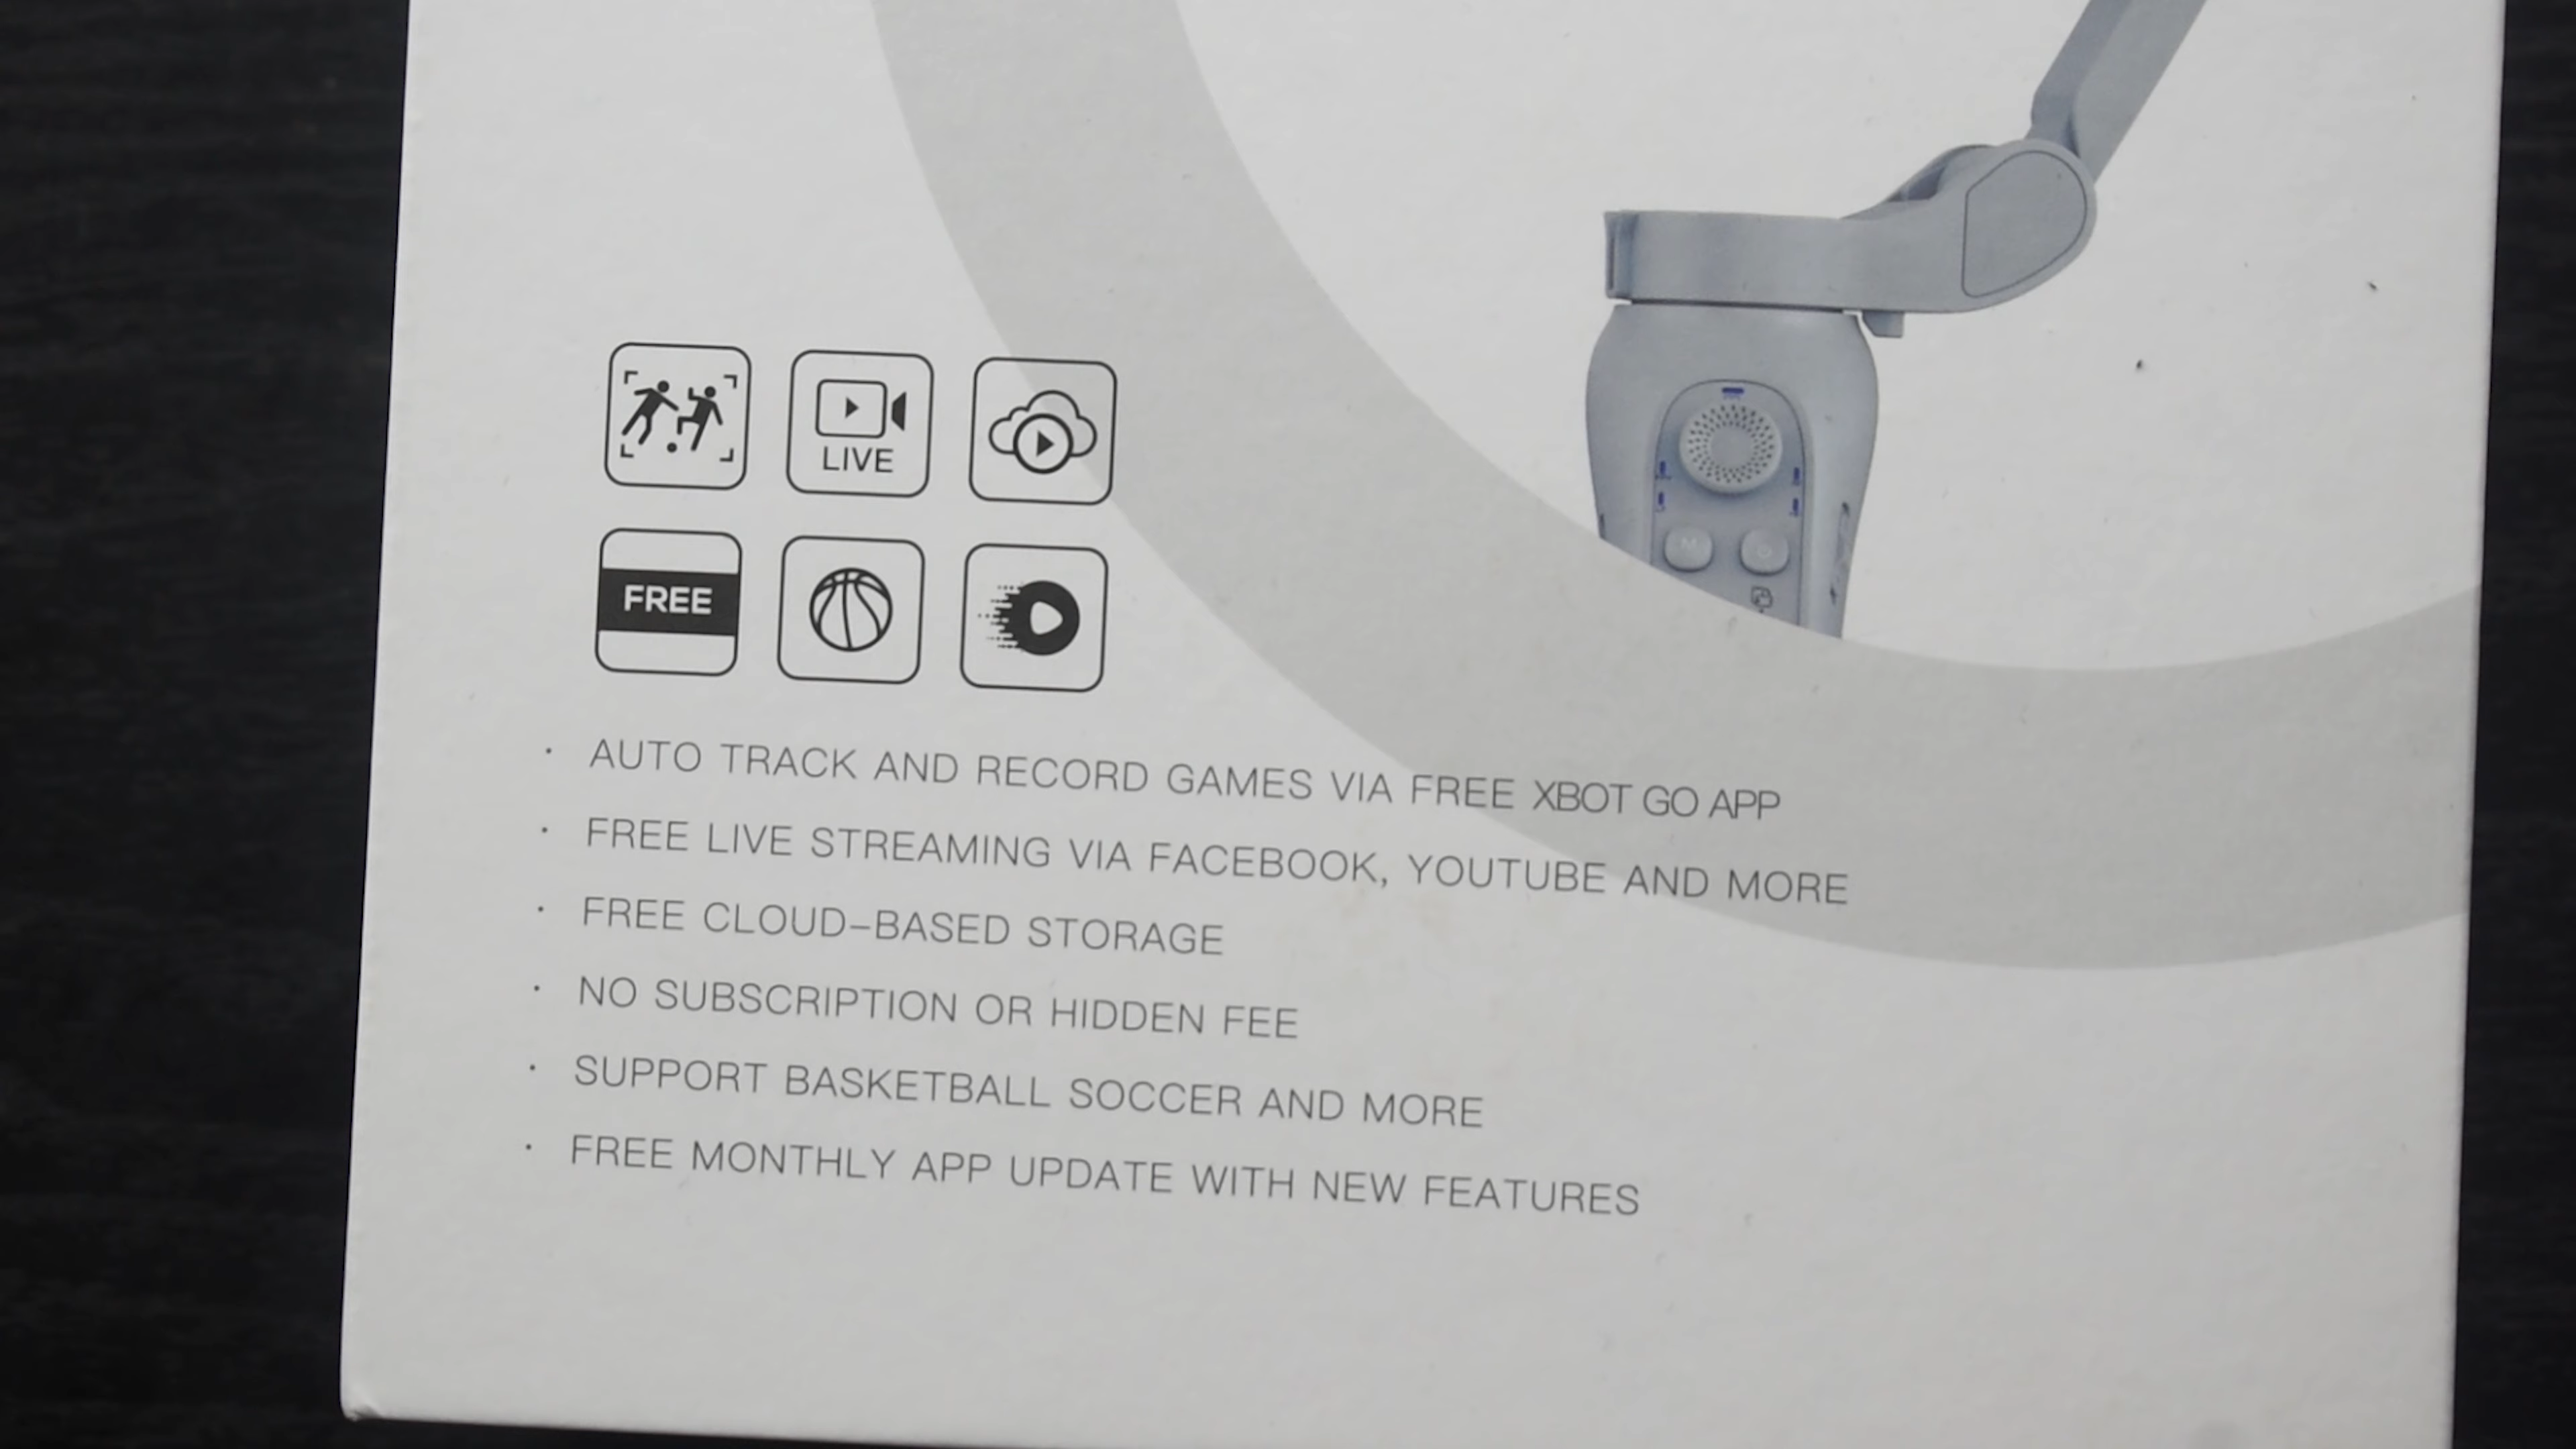 LIVE
FREE
· AUTO TRACK AND RECORD GAMES VIA FREE XBOT GO APP
· FREE LIVE STREAMING VIA FACEBOOK, YOUTUBE AND MORE
· FREE CLOUD-BASED STORAGE
· NO SUBSCRIPTION OR HIDDEN FEE
· SUPPORT BASKETBALL SOCCER AND MORE
· FREE MONTHLY APP UPDATE WITH NEW FEATURES